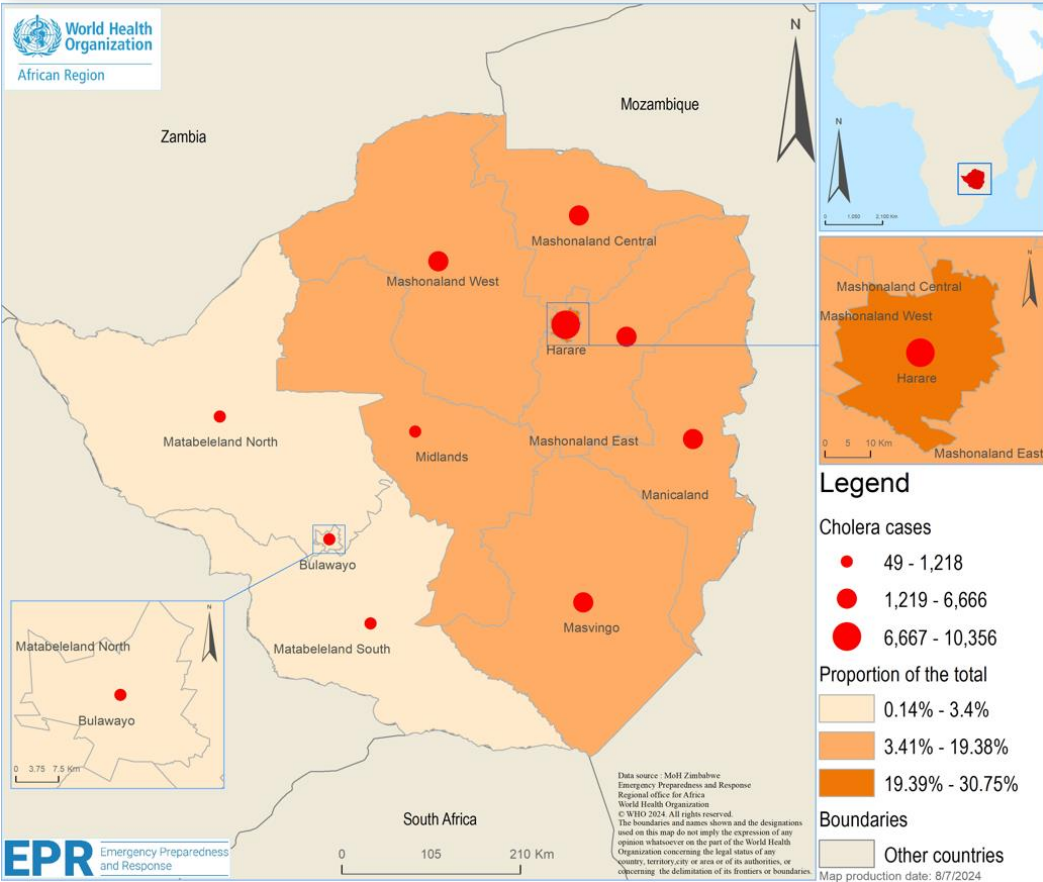 World Health
Organization
African Region
N
Mozambique
Zambia
Mashonaland Central
Mashonaland West
Harare
Matabeleland North
Midlands
Mashonaland East
Manicaland
Bulawayo
Masvingo
Matabeleland South
South Africa
0 105 210 Km
N
Matabeleland North
Bulawayo
0 3.75 7.5 Km
EPR
Emergency Preparedness
and Response
Data source : MoH Zimbabwe
Emergency Preparedness and Response
Regional office for Africa
World Health Organization
© WHO 2024. All rights reserved.
The boundaries and names shown and the designations
used on this map do not imply the expression of any
opinion whatsoever on the part of the World Health
Organization concerning the legal status of any
country, territory,city or area or of its authorities, or
concerning the delimitation of its frontiers or boundaries.
N
0 1,050 2,100 Km
N
Mashonaland Central
Mashonaland West
Harare
0 5 10 Km
Mashonaland East
Legend
Cholera cases
49 - 1,218
1,219 - 6,666
6,667 - 10,356
Proportion of the total
0.14% - 3.4%
3.41% - 19.38%
19.39% - 30.75%
Boundaries
Other countries
Map production date: 8/7/2024